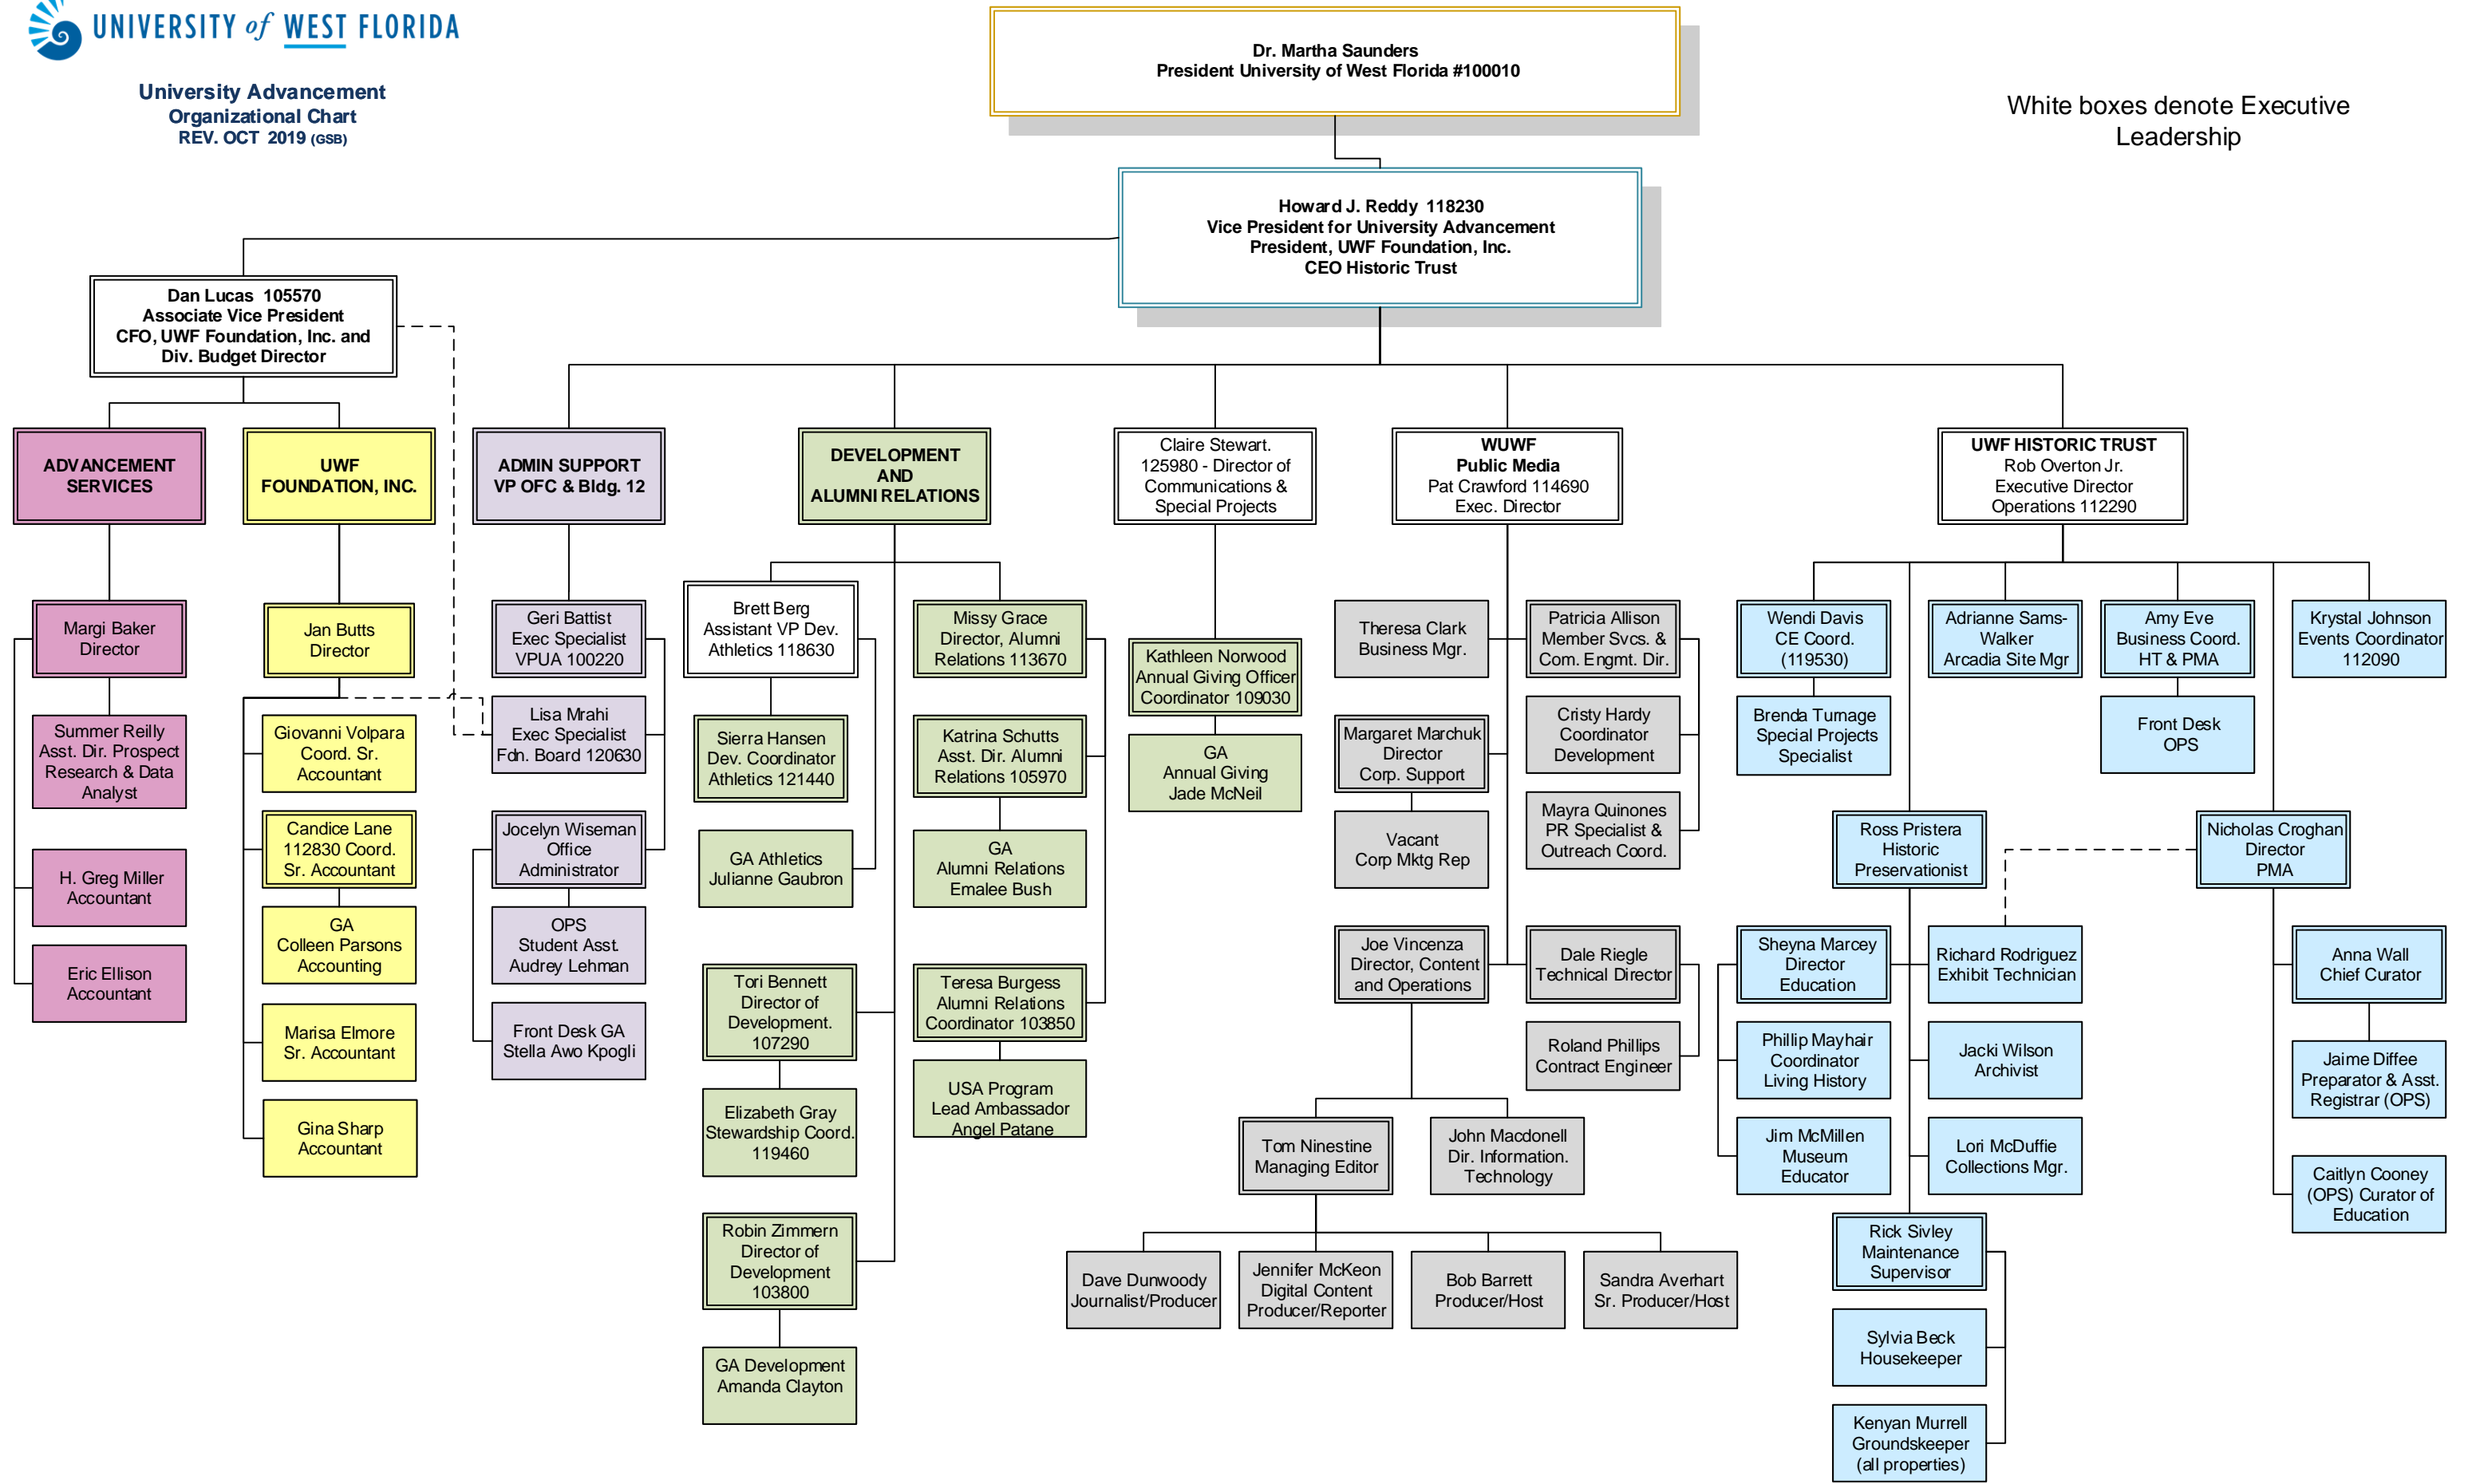 UNIVERSITY of WEST FLORIDA
University Advancement
Organizational Chart
REV. OCT 2019 (GSB)
Dr. Martha Saunders
President University of West Florida #100010
White boxes denote Executive
Leadership
Howard J. Reddy 118230
Vice President for University Advancement
President, UWF Foundation, Inc.
CEO Historic Trust
Dan Lucas 105570
Associate Vice President
CFO, UWF Foundation, Inc. and
Div. Budget Director
ADVANCEMENT
SERVICES
UWF
FOUNDATION, INC.
ADMIN SUPPORT
VP OFC & Bldg. 12
DEVELOPMENT
AND
ALUMNI RELATIONS
Claire Stewart.
125980 - Director of
Communications &
Special Projects
WUWF
Public Media
Pat Crawford 114690
Exec. Director
UWF HISTORIC TRUST
Rob Overton Jr.
Executive Director
Operations 112290
Margi Baker
Director
Summer Reilly
Asst. Dir. Prospect
Research & Data
Analyst
H. Greg Miller
Accountant
Eric Ellison
Accountant
Jan Butts
Director
Giovanni Volpara
Coord. Sr.
Accountant
Candice Lane
112830 Coord.
Sr. Accountant
GA
Colleen Parsons
Accounting
Marisa Elmore
Sr. Accountant
Gina Sharp
Accountant
Geri Battist
Exec Specialist
VPUA 100220
Lisa Mrahi
Exec Specialist
Fdn. Board 120630
Jocelyn Wiseman
Office
Administrator
OPS
Student Asst.
Audrey Lehman
Front Desk GA
Stella Awo Kpogli
Brett Berg
Assistant VP Dev.
Athletics 118630
Sierra Hansen
Dev. Coordinator
Athletics 121440
GA Athletics
Julianne Gaubron
Tori Bennett
Director of
Development.
107290
Elizabeth Gray
Stewardship Coord.
119460
Robin Zimmern
Director of
Development
103800
GA Development
Amanda Clayton
Missy Grace
Director, Alumni
Relations 113670
Katrina Schutts
Asst. Dir. Alumni
Relations 105970
GA
Alumni Relations
Emalee Bush
Teresa Burgess
Alumni Relations
Coordinator 103850
USA Program
Lead Ambassador
Angel Patane
Kathleen Norwood
Annual Giving Officer
Coordinator 109030
GA
Annual Giving
Jade McNeil
Theresa Clark
Business Mgr.
Margaret Marchuk
Director
Corp. Support
Vacant
Corp Mktg Rep
Joe Vincenza
Director, Content
and Operations
Patricia Allison
Member Svcs. &
Com. Engmt. Dir.
Cristy Hardy
Coordinator
Development
Mayra Quinones
PR Specialist &
Outreach Coord.
Dale Riegle
Technical Director
Roland Phillips
Contract Engineer
Tom Ninestine
Managing Editor
John Macdonell
Dir. Information.
Technology
Dave Dunwoody
Journalist/Producer
Jennifer McKeon
Digital Content
Producer/Reporter
Bob Barrett
Producer/Host
Sandra Averhart
Sr. Producer/Host
Wendi Davis
CE Coord.
(119530)
Brenda Turnage
Special Projects
Specialist
Adrianne Sams-
Walker
Arcadia Site Mgr
Amy Eve
Business Coord.
HT & PMA
Front Desk
OPS
Krystal Johnson
Events Coordinator
112090
Ross Pristera
Historic
Preservationist
Nicholas Croghan
Director
PMA
Sheyna Marcey
Director
Education
Phillip Mayhair
Coordinator
Living History
Jim McMillen
Museum
Educator
Richard Rodriguez
Exhibit Technician
Jacki Wilson
Archivist
Lori McDuffie
Collections Mgr.
Anna Wall
Chief Curator
Jaime Diffee
Preparator & Asst.
Registrar (OPS)
Caitlyn Cooney
(OPS) Curator of
Education
Rick Sivley
Maintenance
Supervisor
Sylvia Beck
Housekeeper
Kenyan Murrell
Groundskeeper
(all properties)